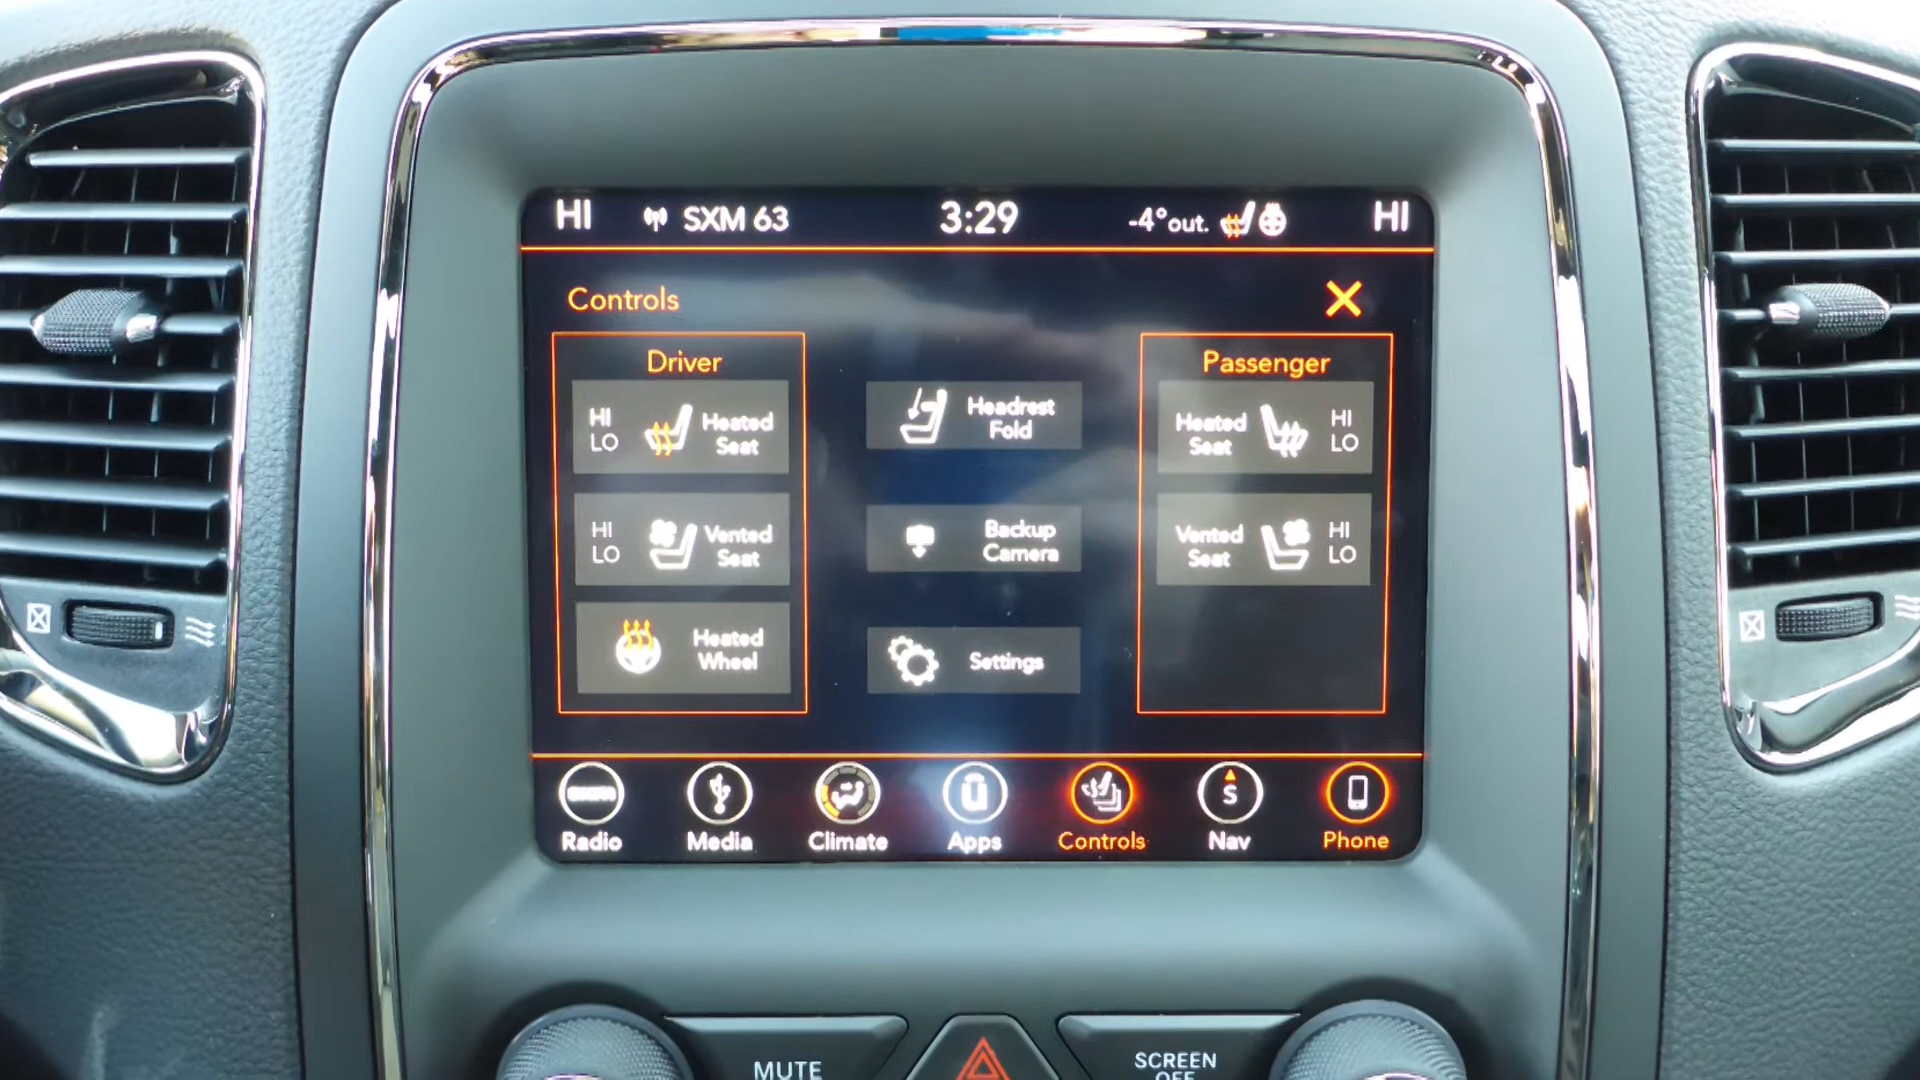 HI SXM 63 3:29 -4°out. HI
Controls
Driver
HI
LO
Heated
Seat
HI
LO
Vented
Seat
Heated
Wheel
Headrest
Fold
Backup
Camera
Settings
Passenger
Heated
Seat
HI
LO
Vented
Seat
HI
LO
Radio Media Climate Apps Controls Nav Phone
S
MUTE
SCREEN
OFF